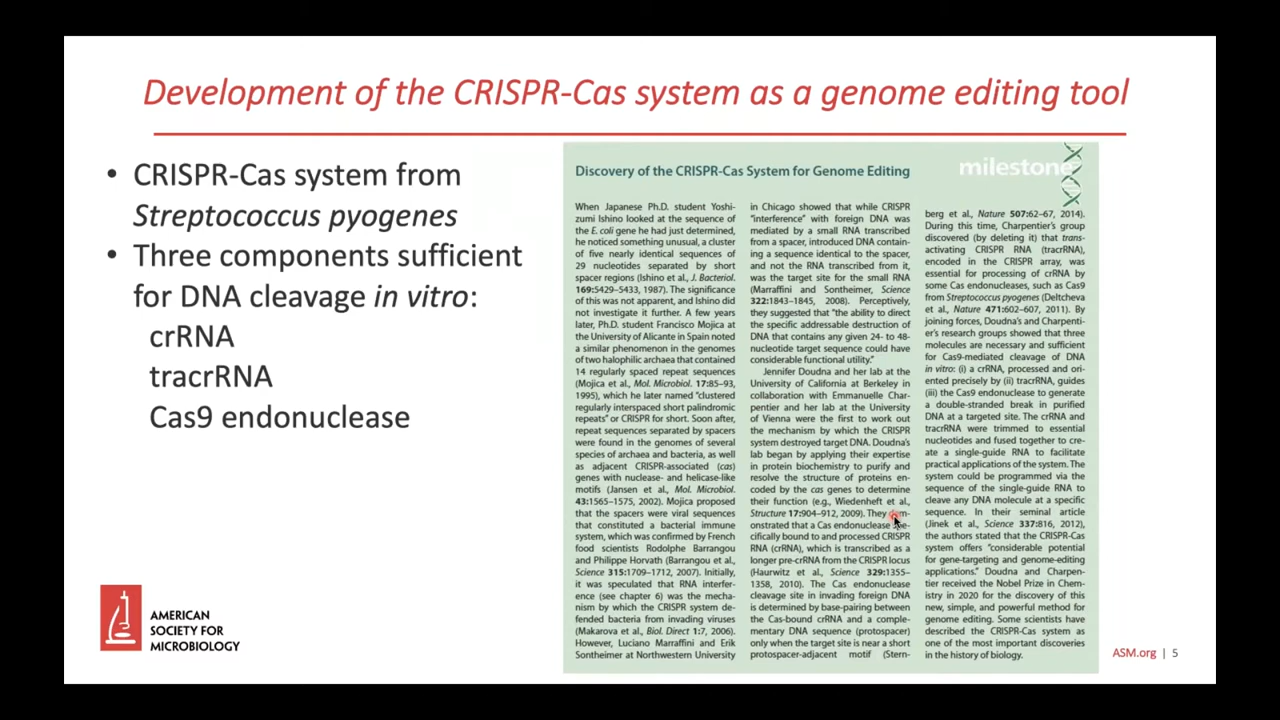 Development of the CRISPR-Cas system as a genome editing tool
• CRISPR-Cas system from
Streptococcus pyogenes
• Three components sufficient
for DNA cleavage in vitro:
crRNA
tracrRNA
Cas9 endonuclease
AMERICAN
SOCIETY FOR
MICROBIOLOGY
Discovery of the CRISPR-Cas System for Genome Editing
milestone
When Japanese Ph.D. student Yoshi-
zumi Ishino looked at the sequence of
the E. coli gene he had just determined,
he noticed something unusual, a cluster
of five nearly identical sequences of
29 nucleotides separated by short
spacer regions (Ishino et al., J. Bacteriol.
169:5429–5433, 1987). The significance
of this was not apparent, and Ishino did
not investigate it further. A few years
later, Ph.D. student Francisco Mojica at
the University of Alicante in Spain noted
a similar phenomenon in the genomes
of two halophilic archaea that contained
14 regularly spaced repeat sequences
(Mojica et al., Mol. Microbiol. 17:85–93,
1995), which he later named “clustered
regularly interspaced short palindromic
repeats” or CRISPR for short. Soon after,
repeat sequences separated by spacers
were found in the genomes of several
species of archaea and bacteria, as well
as adjacent CRISPR-associated (cas)
genes with nuclease- and helicase-like
motifs (Jansen et al., Mol. Microbiol.
43:1565–1575, 2002). Mojica proposed
that the spacers were viral sequences
that constituted a bacterial immune
system, which was confirmed by French
food scientists Rodolphe Barrangou
and Philippe Horvath (Barrangou et al.,
Science 315:1709–1712, 2007). Initially,
it was speculated that RNA interfer-
ence (see chapter 6) was the mecha-
nism by which the CRISPR system de-
fended bacteria from invading viruses
(Makarova et al., Biol. Direct 1:7, 2006).
However, Luciano Marraffini and Erik
Sontheimer at Northwestern University
in Chicago showed that while CRISPR
“interference” with foreign DNA was
mediated by a small RNA transcribed
from a spacer, introduced DNA contain-
ing a sequence identical to the spacer,
and not the RNA transcribed from it,
was the target site for the small RNA
(Marraffini and Sontheimer, Science
322:1843–1845, 2008). Perceptively,
they suggested that “the ability to direct
the specific addressable destruction of
DNA that contains any given 24- to 48-
nucleotide target sequence could have
considerable functional utility.”
Jennifer Doudna and her lab at the
University of California at Berkeley in
collaboration with Emmanuelle Char-
pentier and her lab at the University
of Vienna were the first to work out
the mechanism by which the CRISPR
system destroyed target DNA. Doudna’s
lab began by applying their expertise
in protein biochemistry to purify and
resolve the structure of proteins en-
coded by the cas genes to determine
their function (e.g., Wiedenheft et al.,
Structure 17:904–912, 2009). They dem-
onstrated that a Cas endonuclease spe-
cifically bound to and processed CRISPR
RNA (crRNA), which is transcribed as a
longer pre-crRNA from the CRISPR locus
(Haurwitz et al., Science 329:1355–
1358, 2010). The Cas endonuclease
cleavage site in invading foreign DNA
is determined by base-pairing between
the Cas-bound crRNA and a comple-
mentary DNA sequence (protospacer)
only when the target site is near a short
protospacer-adjacent motif (Stern-
berg et al., Nature 507:62–67, 2014).
During this time, Charpentier’s group
discovered (by deleting it) that trans-
activating CRISPR RNA (tracrRNA),
encoded in the CRISPR array, was
essential for processing of crRNA by
some Cas endonucleases, such as Cas9
from Streptococcus pyogenes (Deltcheva
et al., Nature 471:602–607, 2011). By
joining forces, Doudna’s and Charpenti-
er’s research groups showed that three
molecules are necessary and sufficient
for Cas9-mediated cleavage of DNA
in vitro: (i) a crRNA, processed and ori-
ented precisely by (ii) tracrRNA, guides
(iii) the Cas9 endonuclease to generate
a double-stranded break in purified
DNA at a targeted site. The crRNA and
tracrRNA were trimmed to essential
nucleotides and fused together to cre-
ate a single-guide RNA to facilitate
practical applications of the system. The
system could be programmed via the
sequence of the single-guide RNA to
cleave any DNA molecule at a specific
sequence. In their seminal article
(Jinek et al., Science 337:816, 2012),
the authors stated that the CRISPR-Cas
system offers “considerable potential
for gene-targeting and genome-editing
applications.” Doudna and Charpen-
tier received the Nobel Prize in Chem-
istry in 2020 for the discovery of this
new, simple, and powerful method for
genome editing. Some scientists have
described the CRISPR-Cas system as
one of the most important discoveries
in the history of biology.
ASM.org | 5